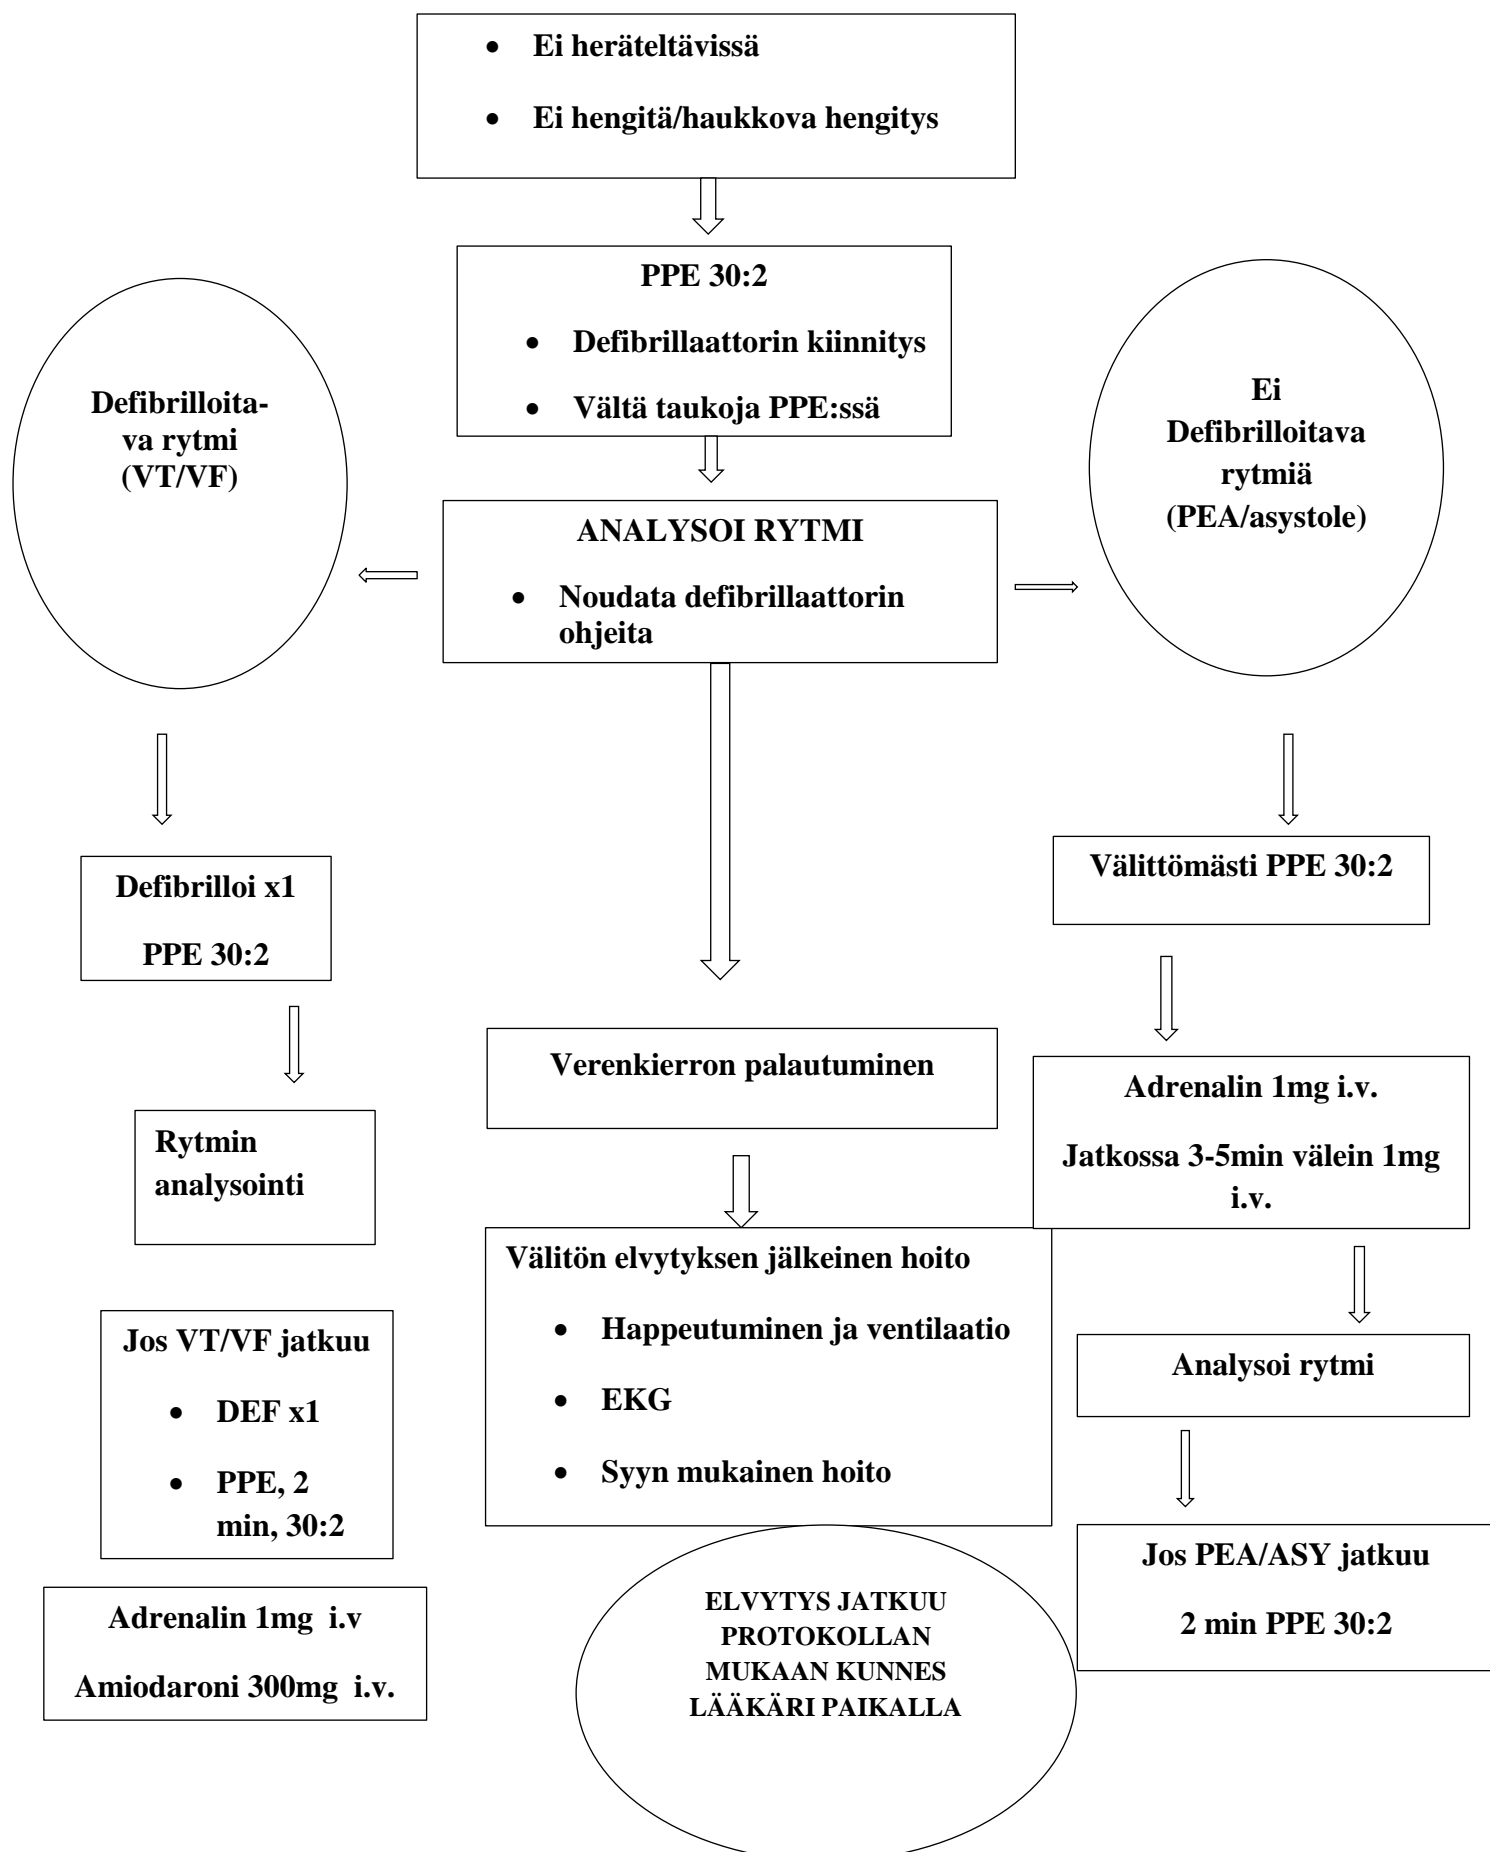 • Ei heräteltävissä
• Ei hengitä/haukkova hengitys
PPE 30:2
• Defibrillaattorin kiinnitys
• Vältä taukoja PPE:ssä
Defibrilloita-
va rytmi
(VT/VF)
Ei
Defibrilloitava
rytmiä
(PEA/asystole)
ANALYSOI RYTMI
• Noudata defibrillaattorin
ohjeita
Defibrilloi x1
PPE 30:2
Rytmin
analysointi
Jos VT/VF jatkuu
• DEF x1
• PPE, 2
min, 30:2
Adrenalin 1mg i.v
Amiodaroni 300mg i.v.
Verenkierron palautuminen
Välitön elvytyksen jälkeinen hoito
• Happeutuminen ja ventilaatio
• EKG
• Syyn mukainen hoito
ELVYTYS JATKUU
PROTOKOLLAN
MUKAAN KUNNES
LÄÄKÄRI PAIKALLA
Välittömästi PPE 30:2
Adrenalin 1mg i.v.
Jatkossa 3-5min välein 1mg
i.v.
Analysoi rytmi
Jos PEA/ASY jatkuu
2 min PPE 30:2